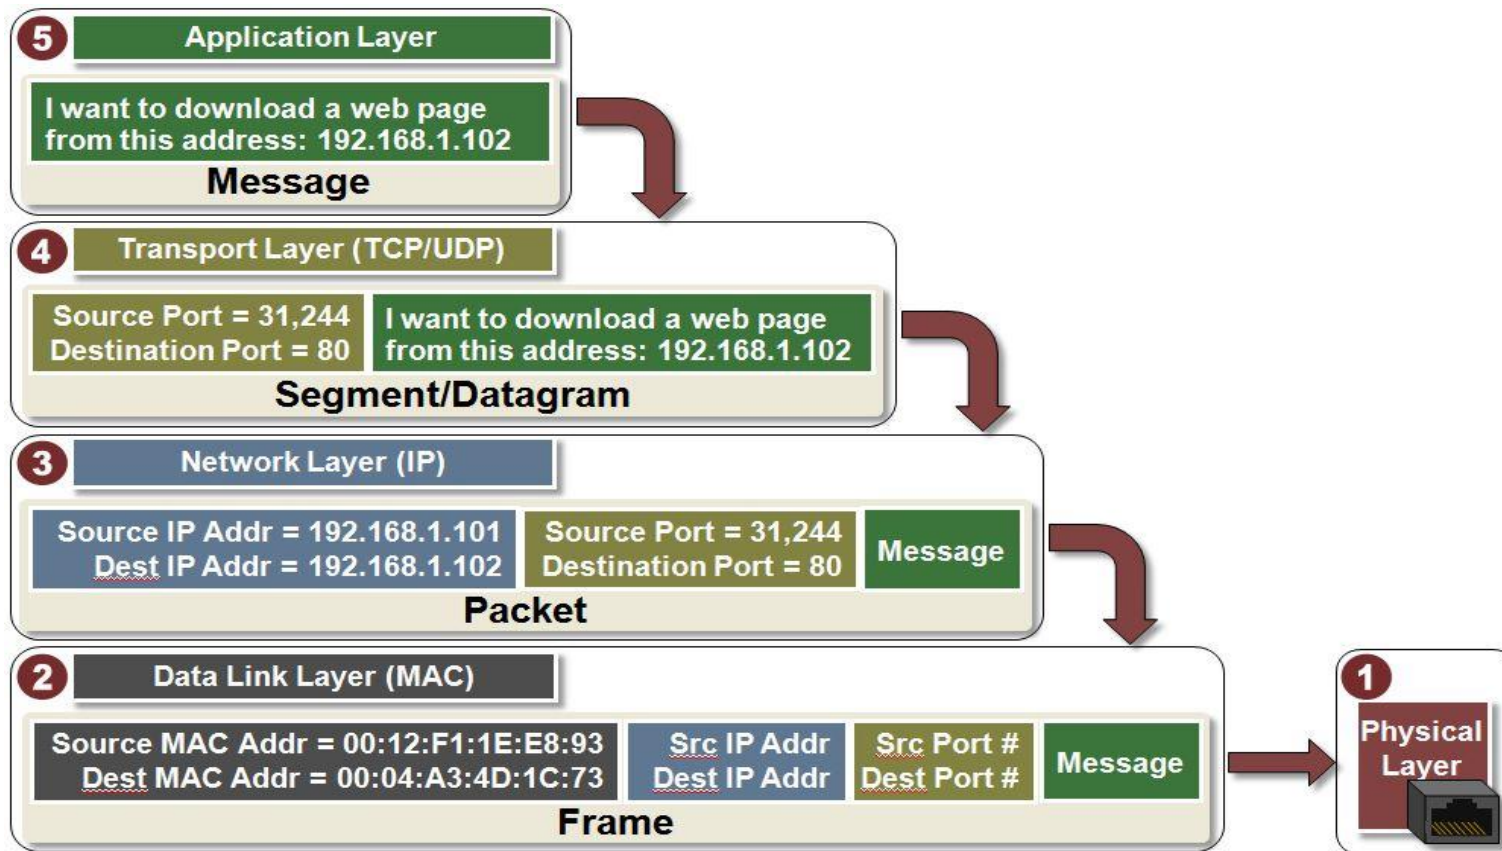 5
Application Layer
I want to download a web page
from this address: 192.168.1.102
Message
4
Transport Layer (TCP/UDP)
Source Port = 31,244
Destination Port = 80
I want to download a web page
from this address: 192.168.1.102
Segment/Datagram
3
Network Layer (IP)
Source IP Addr = 192.168.1.101
Dest IP Addr = 192.168.1.102
Source Port = 31,244
Destination Port = 80
Message
Packet
2
Data Link Layer (MAC)
Source MAC Addr = 00:12:F1:1E:E8:93
Dest MAC Addr = 00:04:A3:4D:1C:73
Src IP Addr
Dest IP Addr
Src Port #
Dest Port #
Message
Frame
1
Physical
Layer